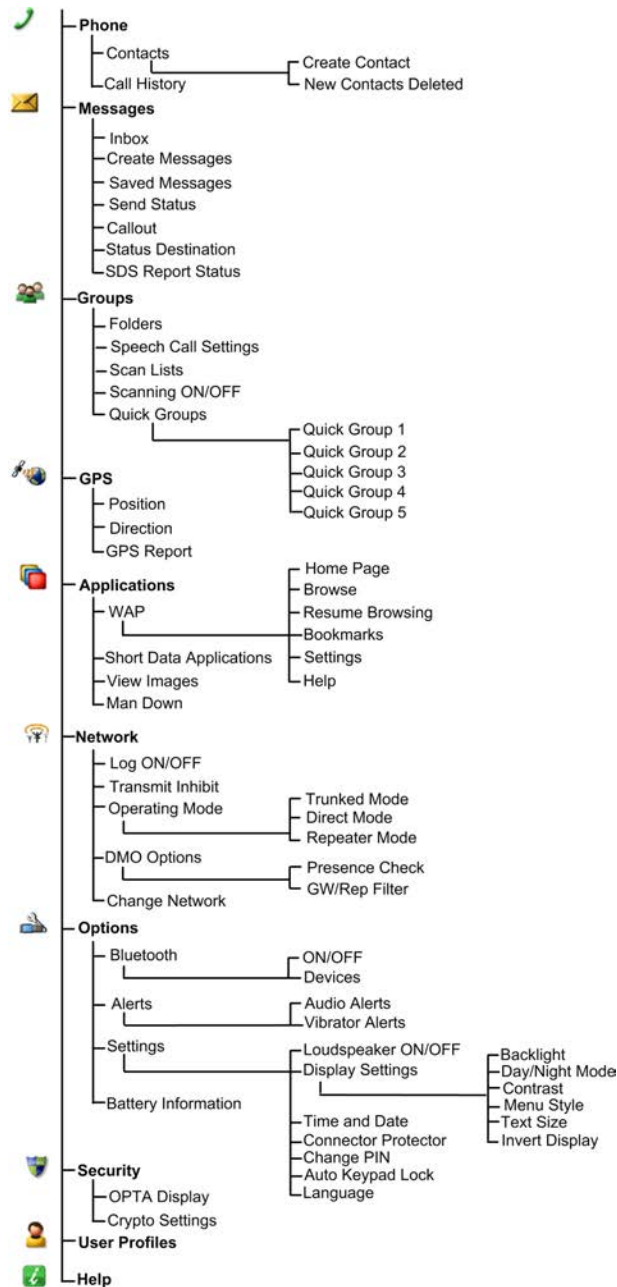 Phone
Contacts
Create Contact
New Contacts Deleted
Call History
Messages
Inbox
Create Messages
Saved Messages
Send Status
Callout
Status Destination
SDS Report Status
Groups
Folders
Speech Call Settings
Scan Lists
Scanning ON/OFF
Quick Groups
Quick Group 1
Quick Group 2
Quick Group 3
Quick Group 4
Quick Group 5
GPS
Position
Direction
GPS Report
Applications
WAP
Home Page
Browse
Resume Browsing
Bookmarks
Settings
Help
Short Data Applications
View Images
Man Down
Network
Log ON/OFF
Transmit Inhibit
Operating Mode
Trunked Mode
Direct Mode
Repeater Mode
DMO Options
Presence Check
GW/Rep Filter
Change Network
Options
Bluetooth
ON/OFF
Devices
Alerts
Audio Alerts
Vibrator Alerts
Settings
Loudspeaker ON/OFF
Display Settings
Backlight
Day/Night Mode
Contrast
Menu Style
Text Size
Invert Display
Time and Date
Connector Protector
Change PIN
Auto Keypad Lock
Language
Battery Information
Security
OPTA Display
Crypto Settings
User Profiles
Help